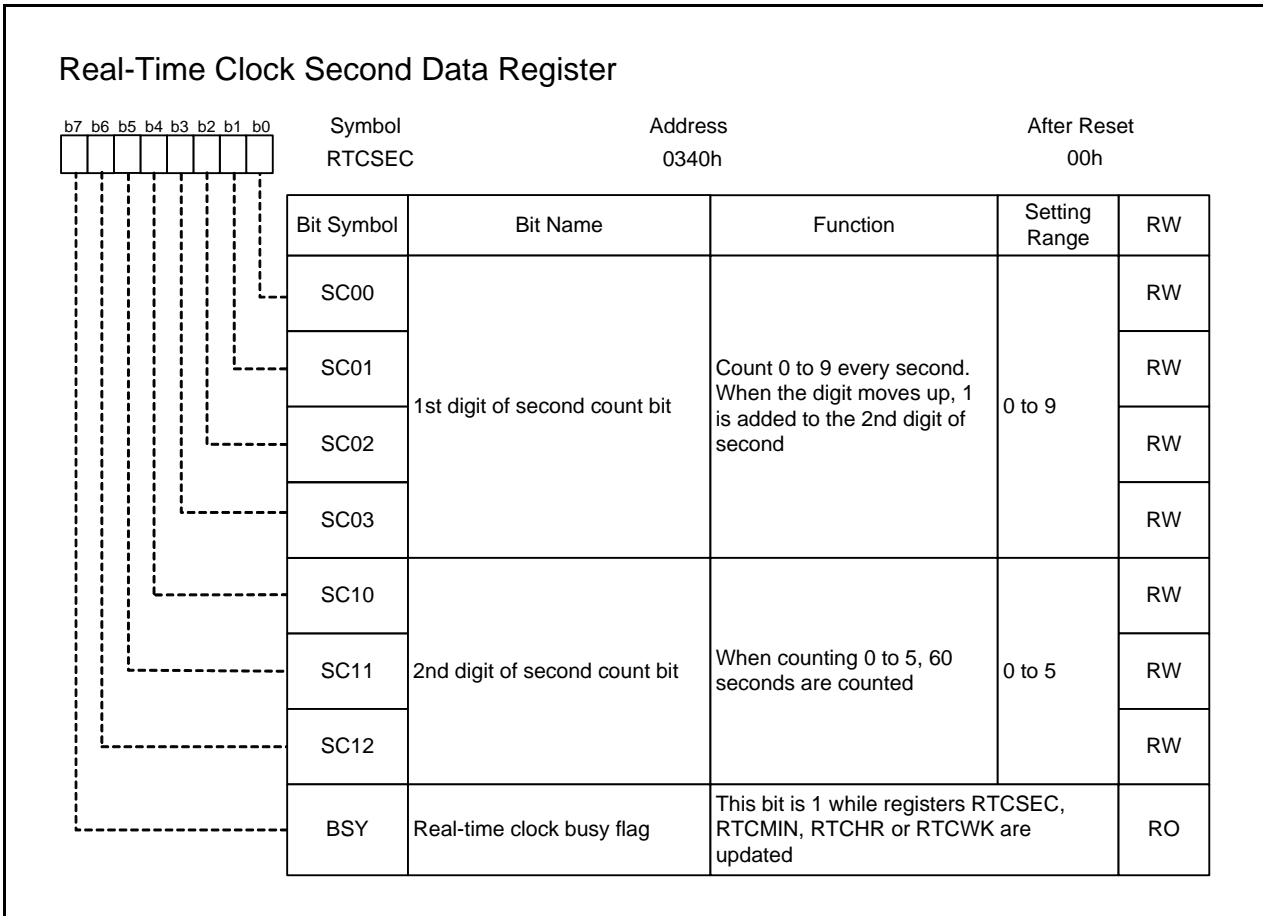 Real-Time Clock Second Data Register
b7 b6 b5 b4 b3 b2 b1 b0
Symbol Address After Reset
RTCSEC 0340h 00h
Bit Symbol Bit Name Function Setting Range RW
SC00 RW
SC01 RW
SC02 RW
SC03 RW
1st digit of second count bit
Count 0 to 9 every second.
When the digit moves up, 1
is added to the 2nd digit of
second
0 to 9
SC10 RW
SC11 RW
SC12 RW
2nd digit of second count bit
When counting 0 to 5, 60
seconds are counted
0 to 5
BSY Real-time clock busy flag
This bit is 1 while registers RTCSEC,
RTCMIN, RTCHR or RTCWK are
updated
RO